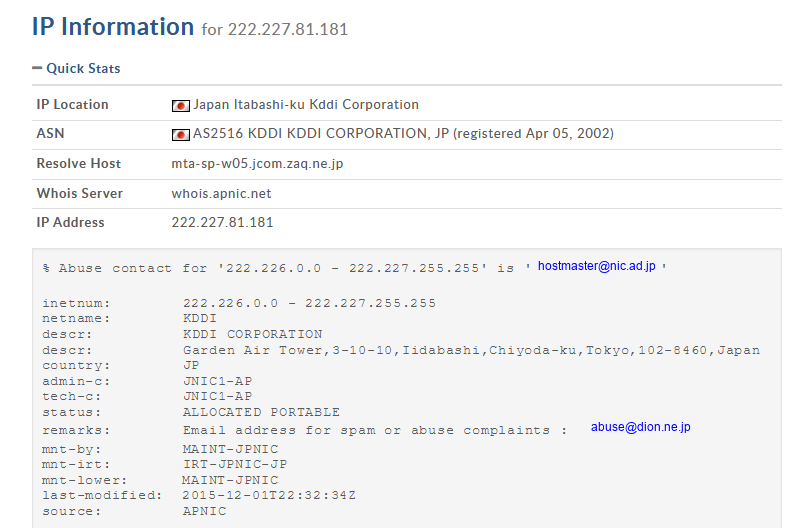 IP Information for 222.227.81.181
Quick Stats
IP Location Japan Itabashi-ku Kddi Corporation
ASN AS2516 KDDI KDDI CORPORATION, JP (registered Apr 05, 2002)
Resolve Host mta-sp-w05.jcom.zaq.ne.jp
Whois Server whois.apnic.net
IP Address 222.227.81.181
% Abuse contact for '222.226.0.0 - 222.227.255.255' is ' hostmaster@nic.ad.jp '
inetnum: 222.226.0.0 - 222.227.255.255
netname: KDDI
descr: KDDI CORPORATION
descr: Garden Air Tower,3-10-10,Iidabashi,Chiyoda-ku,Tokyo,102-8460,Japan
country: JP
admin-c: JNIC1-AP
tech-c: JNIC1-AP
status: ALLOCATED PORTABLE
remarks: Email address for spam or abuse complaints : abuse@dion.ne.jp
mnt-by: MAINT-JPNIC
mnt-irt: IRT-JPNIC-JP
mnt-lower: MAINT-JPNIC
last-modified: 2015-12-01T22:32:34Z
source: APNIC